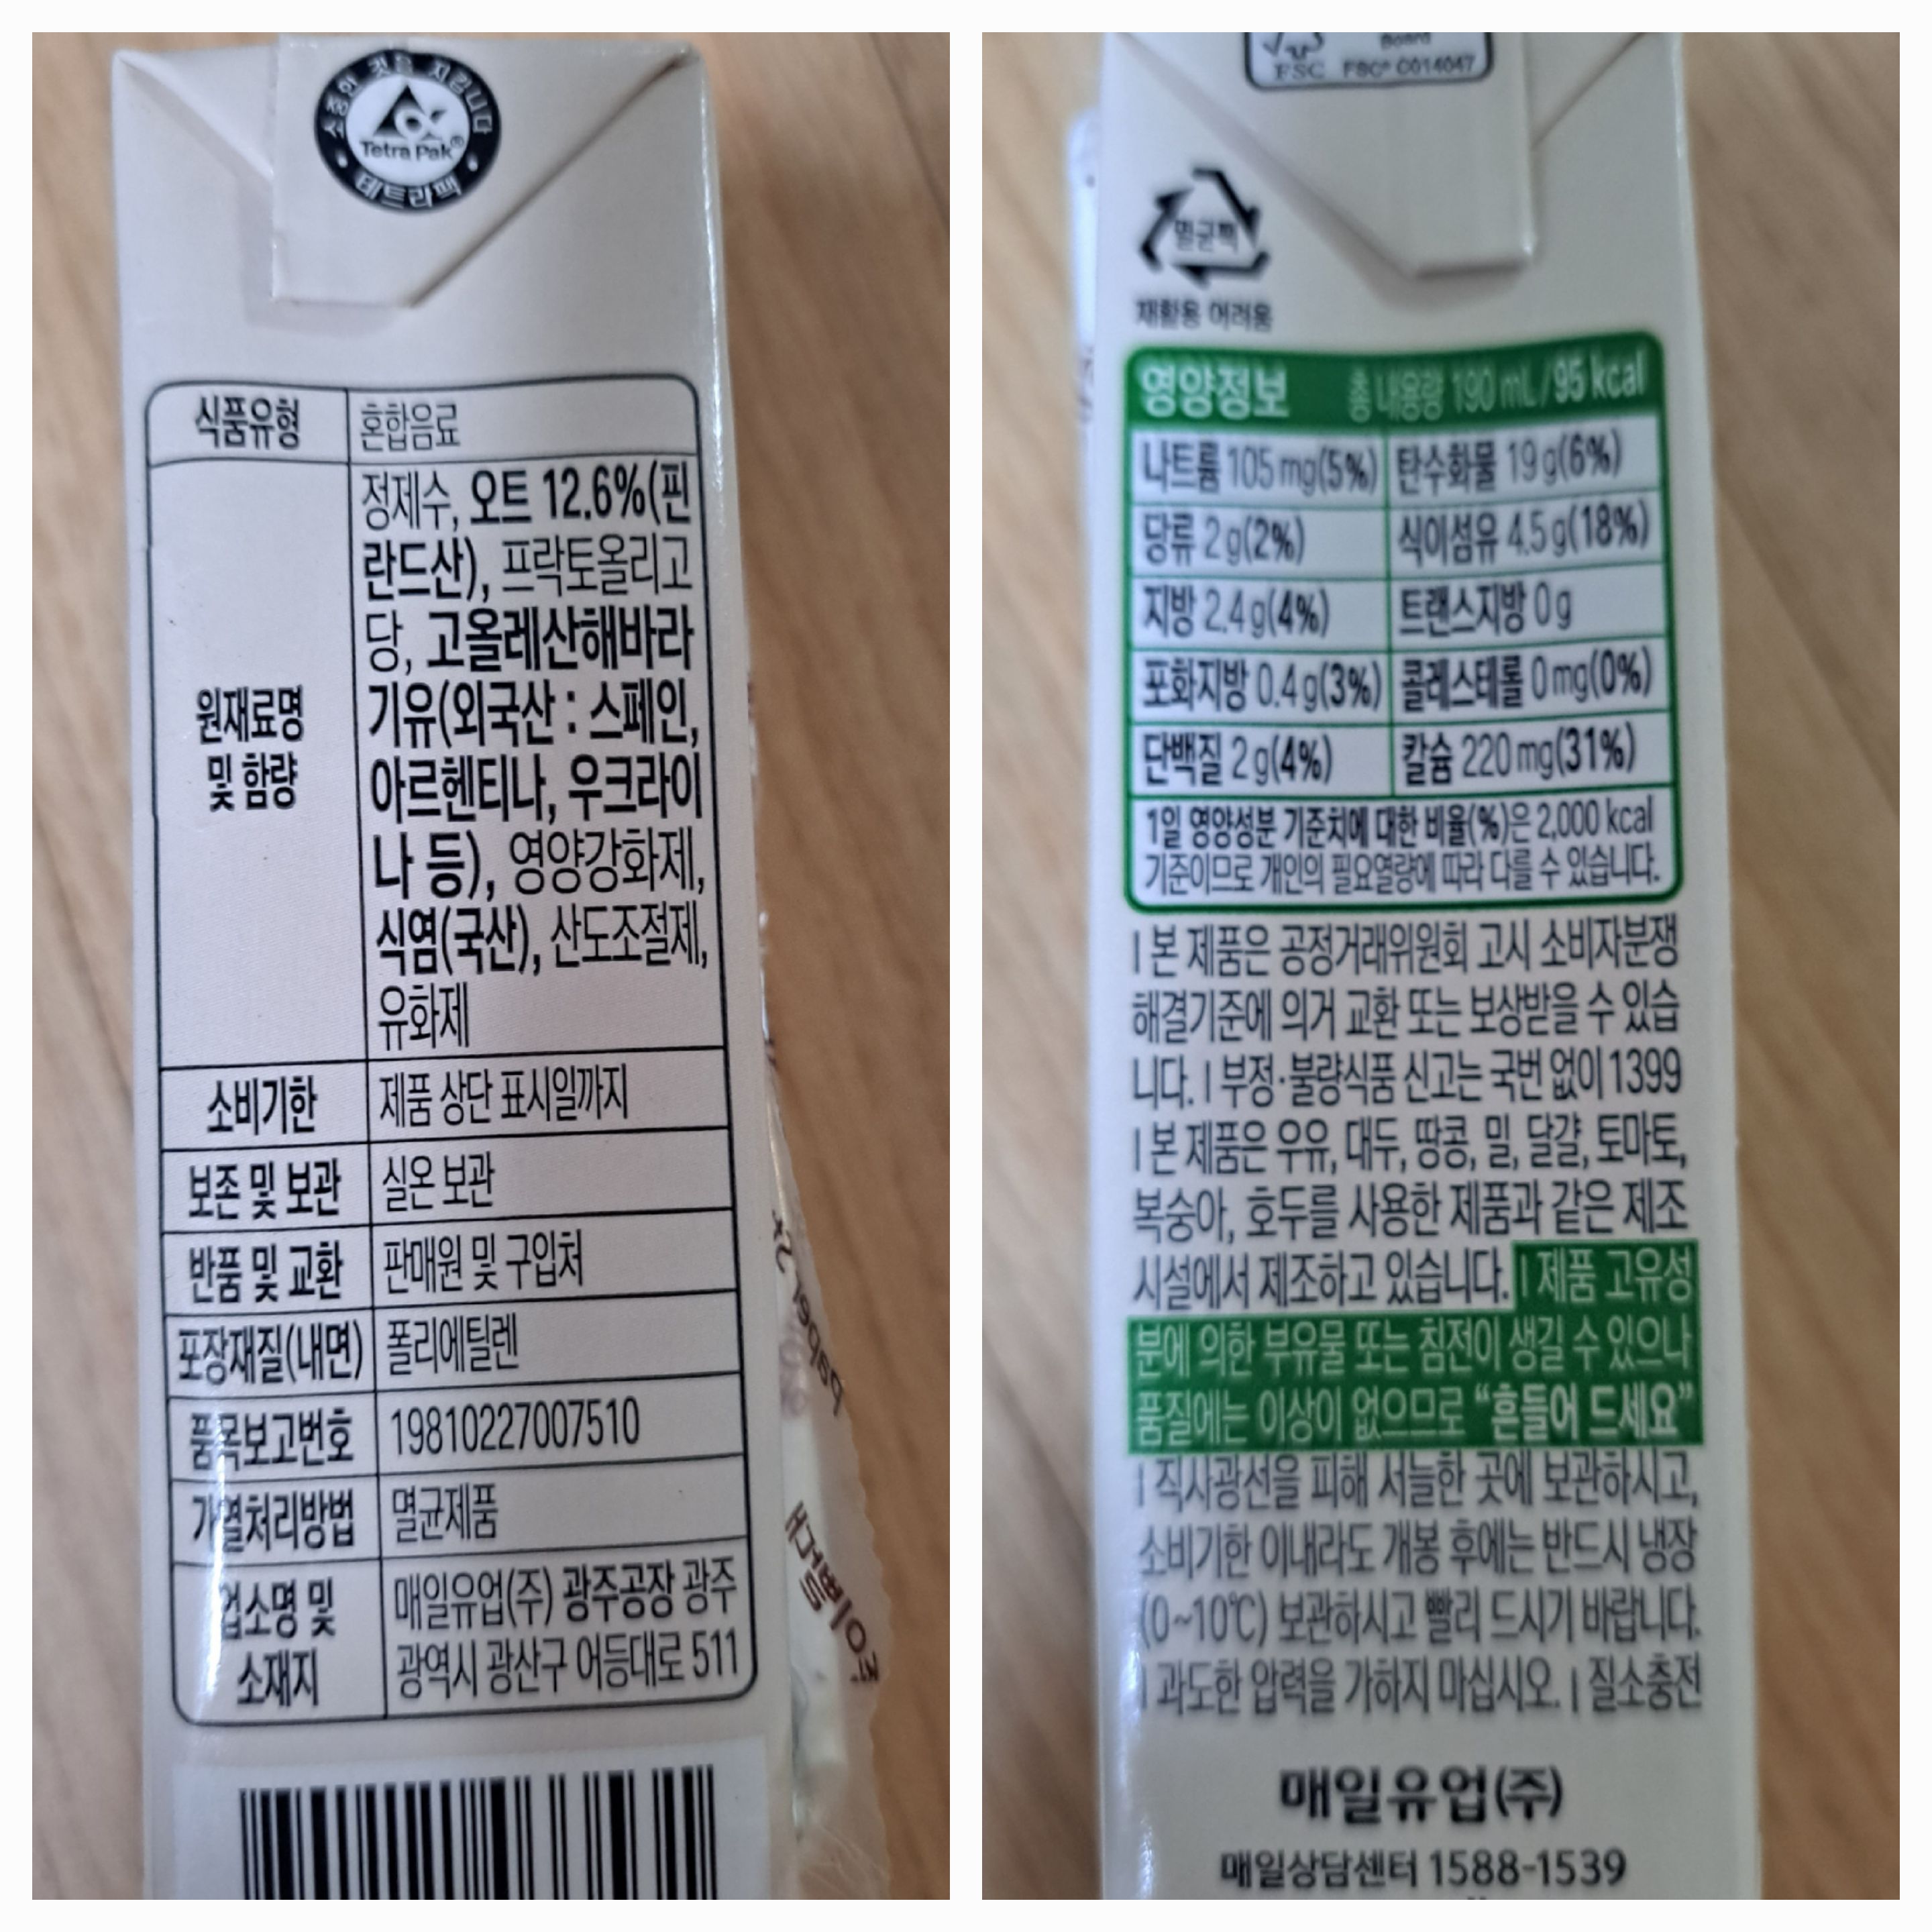 소중한 것을 지킵니다
Tetra Pak®
테트라팩
식품유형 혼합음료
원재료명
및 함량
정제수, 오트 12.6%(핀
란드산), 프락토올리고
당, 고올레산해바라
기유(외국산 : 스페인,
아르헨티나, 우크라이
나 등), 영양강화제,
식염(국산), 산도조절제,
유화제
소비기한 제품 상단 표시일까지
보존 및 보관 실온 보관
반품 및 교환 판매원 및 구입처
포장재질(내면) 폴리에틸렌
품목보고번호 19810227007510
가열처리방법 멸균제품
업소명 및
소재지
매일유업(주) 광주공장 광주
광역시 광산구 어등대로 511
Board
FSC FSC® C014047
멸균팩
재활용 어려움
영양정보 총 내용량 190 mL/95 kcal
나트륨 105 mg(5%) 탄수화물 19 g(6%)
당류 2 g(2%) 식이섬유 4.5 g(18%)
지방 2.4 g(4%) 트랜스지방 0 g
포화지방 0.4 g(3%) 콜레스테롤 0 mg(0%)
단백질 2 g(4%) 칼슘 220 mg(31%)
1일 영양성분 기준치에 대한 비율(%)은 2,000 kcal
기준이므로 개인의 필요열량에 따라 다를 수 있습니다.
| 본 제품은 공정거래위원회 고시 소비자분쟁
해결기준에 의거 교환 또는 보상받을 수 있습
니다. | 부정·불량식품 신고는 국번 없이 1399
| 본 제품은 우유, 대두, 땅콩, 밀, 달걀, 토마토,
복숭아, 호두를 사용한 제품과 같은 제조
시설에서 제조하고 있습니다. | 제품 고유성
분에 의한 부유물 또는 침전이 생길 수 있으나
품질에는 이상이 없으므로 “흔들어 드세요”
| 직사광선을 피해 서늘한 곳에 보관하시고,
소비기한 이내라도 개봉 후에는 반드시 냉장
(0~10℃) 보관하시고 빨리 드시기 바랍니다.
| 과도한 압력을 가하지 마십시오. | 질소충전
매일유업(주)
매일상담센터 1588-1539